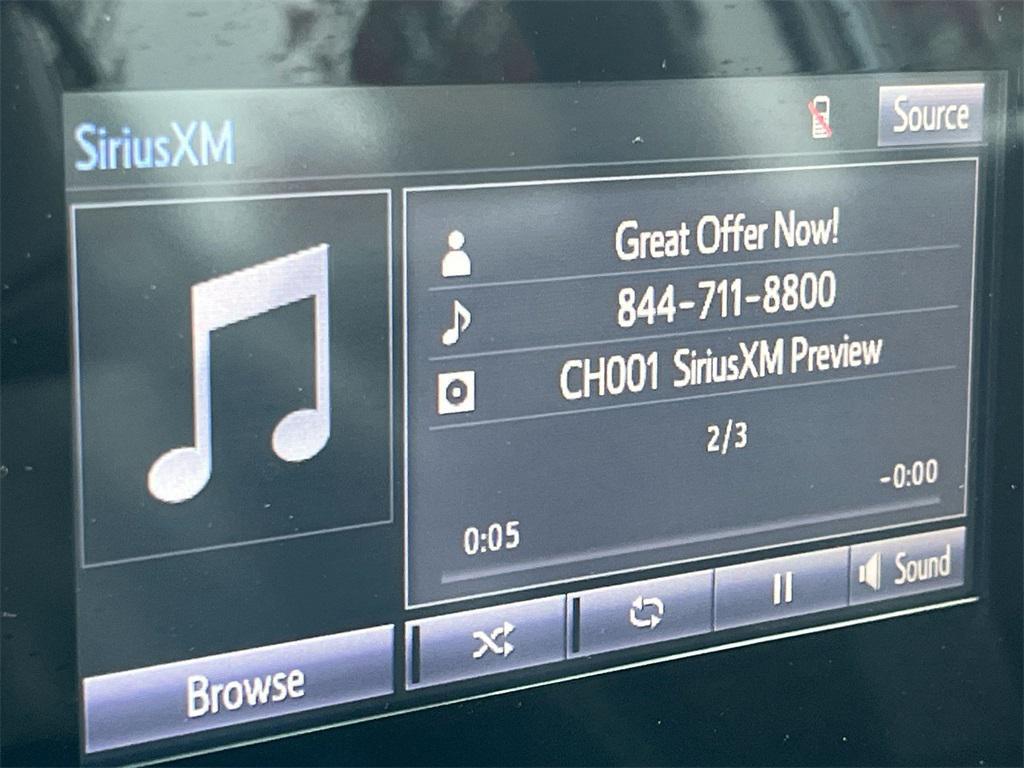 SiriusXM
Source
Great Offer Now!
844-711-8800
CH001 SiriusXM Preview
2/3
-0:00
0:05
Sound
Browse